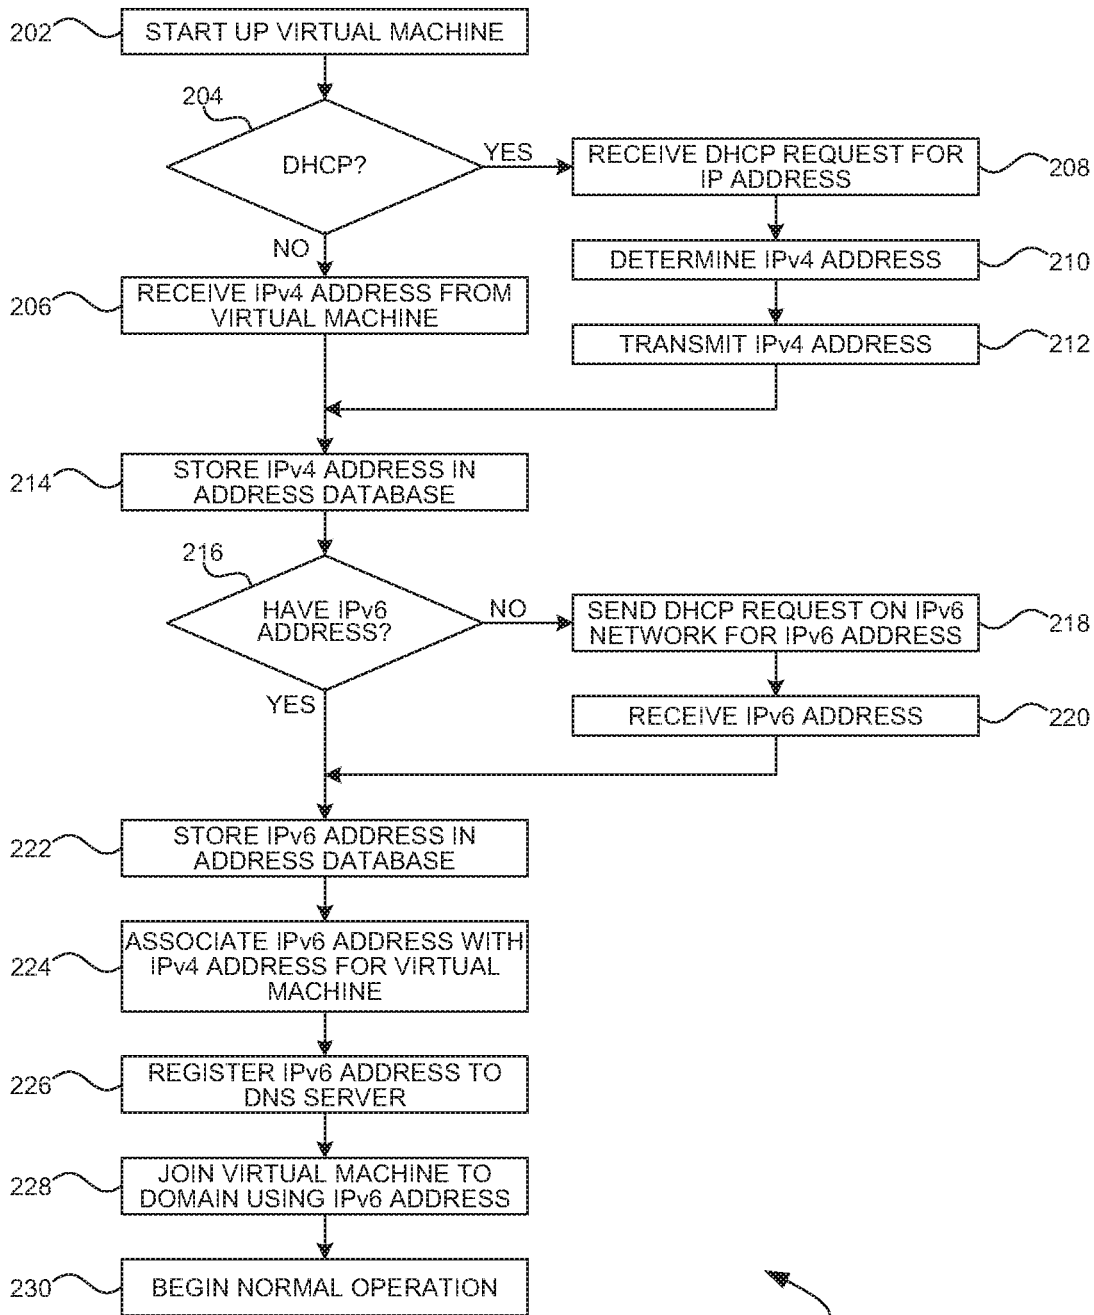 202
START UP VIRTUAL MACHINE
204
DHCP?
YES
NO
RECEIVE DHCP REQUEST FOR
IP ADDRESS
208
DETERMINE IPv4 ADDRESS
210
206
RECEIVE IPv4 ADDRESS FROM
VIRTUAL MACHINE
TRANSMIT IPv4 ADDRESS
212
214
STORE IPv4 ADDRESS IN
ADDRESS DATABASE
216
HAVE IPv6
ADDRESS?
NO
YES
SEND DHCP REQUEST ON IPv6
NETWORK FOR IPv6 ADDRESS
218
RECEIVE IPv6 ADDRESS
220
222
STORE IPv6 ADDRESS IN
ADDRESS DATABASE
224
ASSOCIATE IPv6 ADDRESS WITH
IPv4 ADDRESS FOR VIRTUAL
MACHINE
226
REGISTER IPv6 ADDRESS TO
DNS SERVER
228
JOIN VIRTUAL MACHINE TO
DOMAIN USING IPv6 ADDRESS
230
BEGIN NORMAL OPERATION